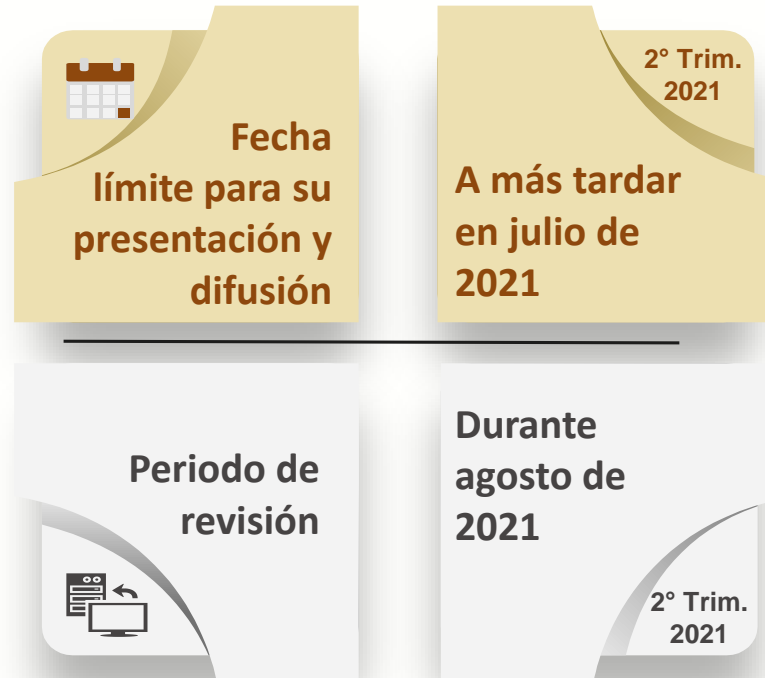 Fecha
límite para su
presentación y
difusión
2° Trim.
2021
A más tardar
en julio de
2021
Periodo de
revisión
Durante
agosto de
2021
2° Trim.
2021